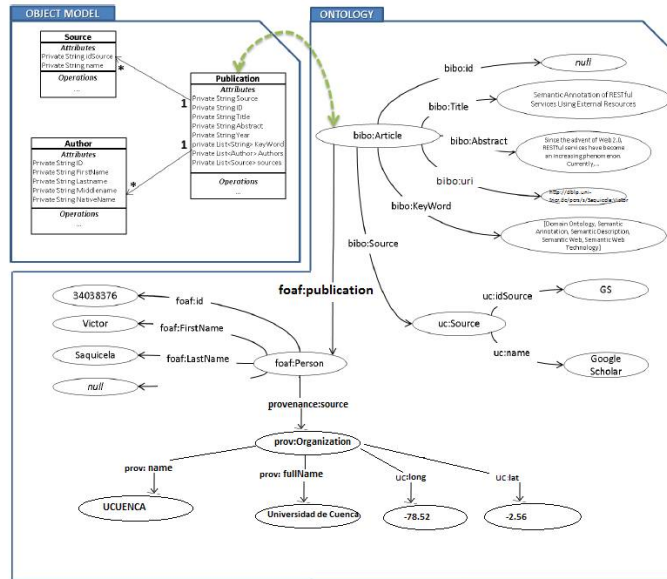 OBJECT MODEL
ONTOLOGY
Source
Attributes
Private String idSource
Private String name
Operations
...
*
Publication
Attributes
Private String Source
Private String ID
Private String Title
Private String Abstract
Private String Year
Private List<String> KeyWord
Private List<Author> Authors
Private List<Source> sources
Operations
...
1
1
Author
Attributes
Private String ID
Private String FirstName
Private String Lastname
Private String Middlename
Private String NativeName
Operations
...
*
bibo:Article
bibo:id
null
bibo:Title
Semantic Annotation of RESTful
Services Using External Resources
bibo:Abstract
Since the advent of Web 2.0,
RESTful services have become
an increasing phenomenon.
Currently,...
bibo:uri
bibo:KeyWord
[Domain Ontology, Semantic
Annotation, Semantic Description,
Semantic Web, Semantic Web
Technology]
bibo:Source
foaf:publication
uc:Source
uc:idSource
GS
uc:name
Google
Scholar
34038376
foaf:id
Victor
foaf:FirstName
Saquicela
foaf:LastName
null
foaf:Person
provenance:source
prov:Organization
prov: name
UCUENCA
prov: fullName
Universidad de Cuenca
uc:long
-78.52
uc:lat
-2.56